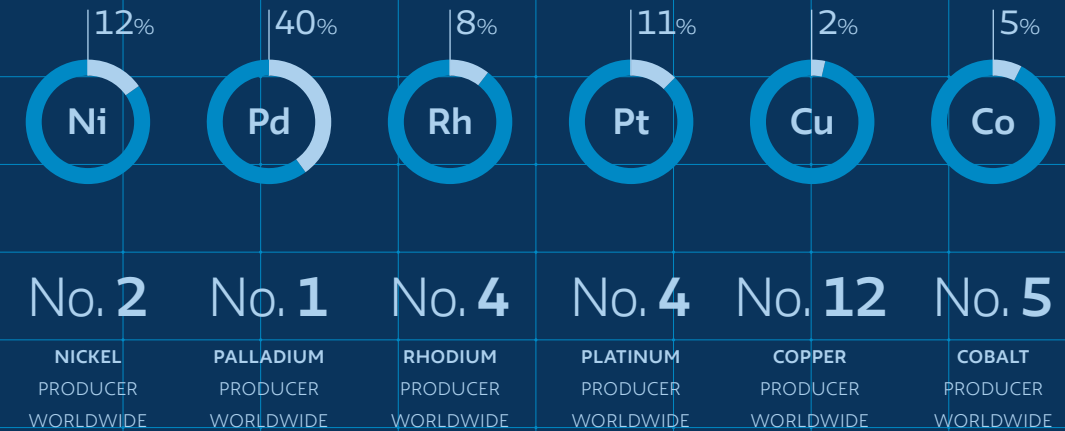 12% 40% 8% 11% 2% 5%
Ni Pd Rh Pt Cu Co
No. 2 No. 1 No. 4 No. 4 No. 12 No. 5
NICKEL PALLADIUM RHODIUM PLATINUM COPPER COBALT
PRODUCER PRODUCER PRODUCER PRODUCER PRODUCER PRODUCER
WORLDWIDE WORLDWIDE WORLDWIDE WORLDWIDE WORLDWIDE WORLDWIDE